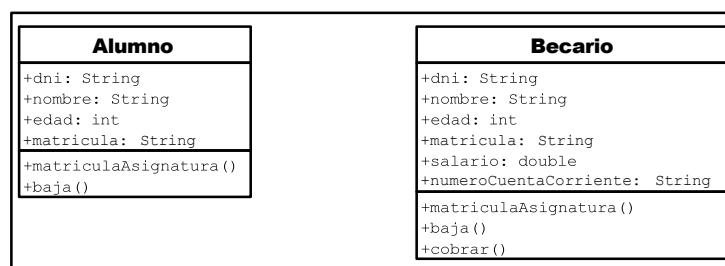 Alumno
+dni: String
+nombre: String
+edad: int
+matricula: String
+matriculaAsignatura()
+baja()
Becario
+dni: String
+nombre: String
+edad: int
+matricula: String
+salario: double
+numeroCuentaCorriente: String
+matriculaAsignatura()
+baja()
+cobrar()